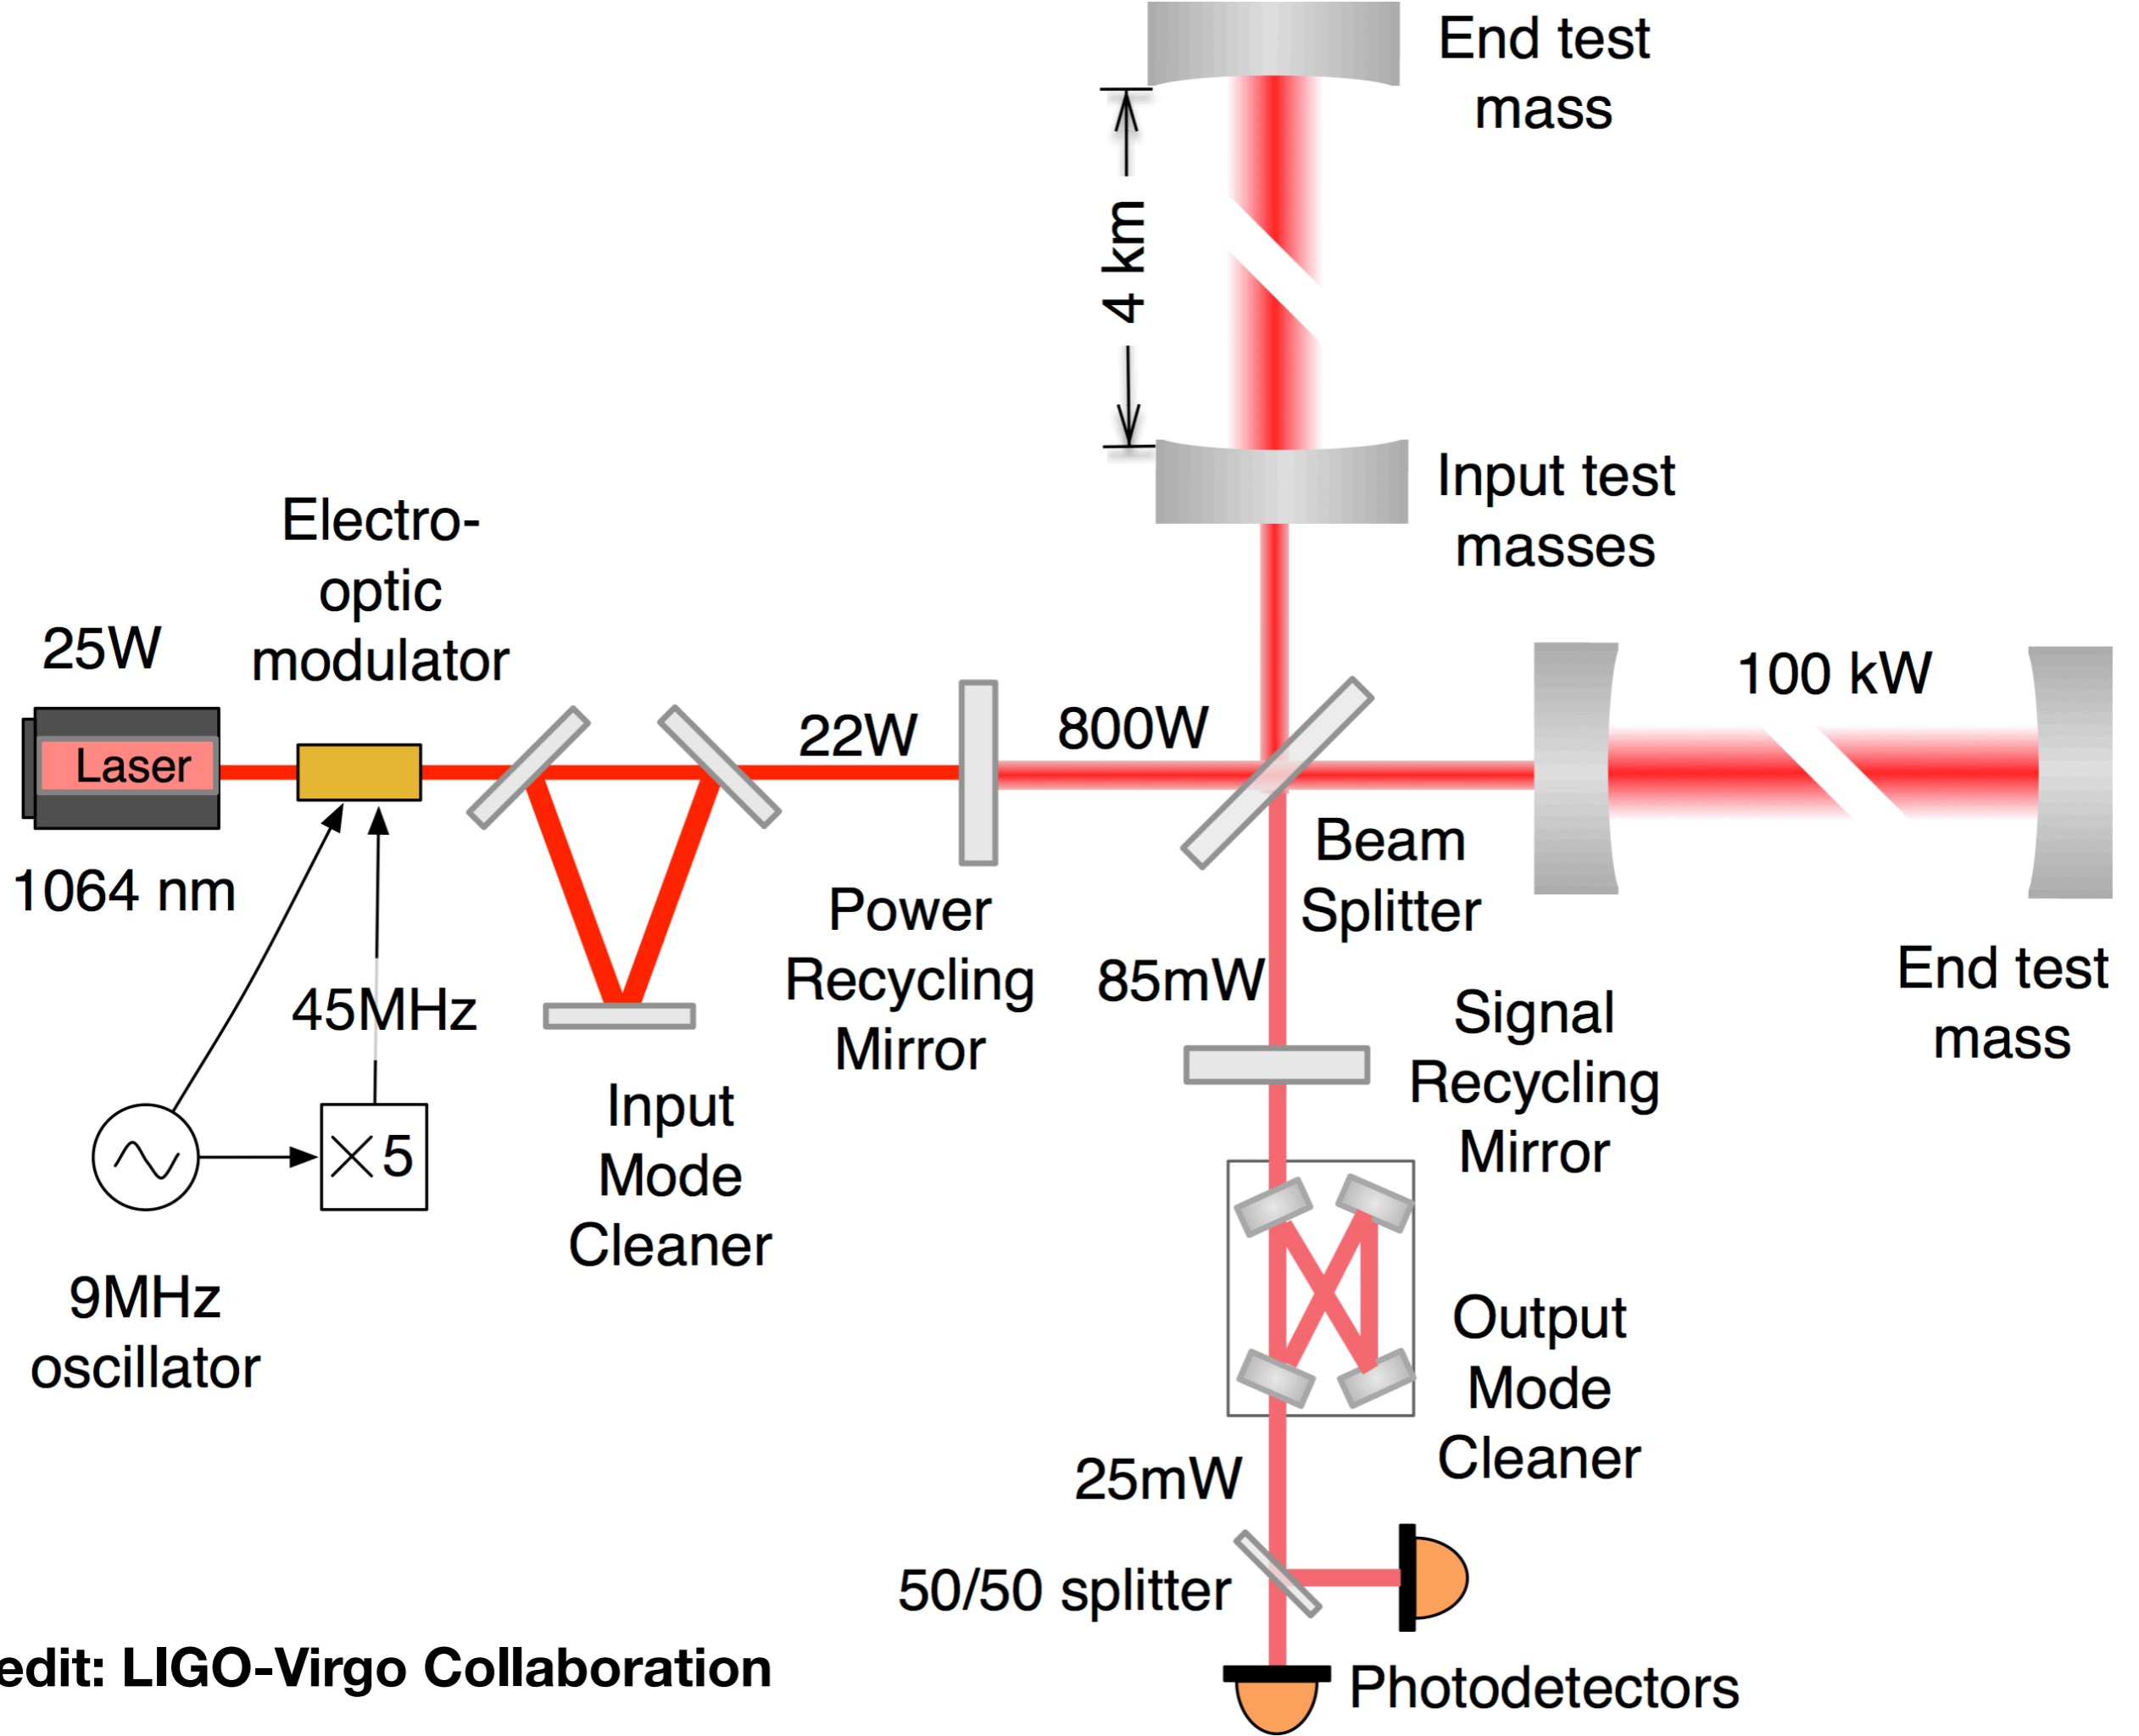 End test
mass
4 km
Input test
masses
Electro-
optic
modulator
25W
Laser
1064 nm
22W
800W
100 kW
Beam
Splitter
Power
Recycling
Mirror
85mW
End test
mass
45MHz
Signal
Recycling
Mirror
Input
Mode
Cleaner
×5
9MHz
oscillator
Output
Mode
Cleaner
25mW
50/50 splitter
edit: LIGO-Virgo Collaboration
Photodetectors